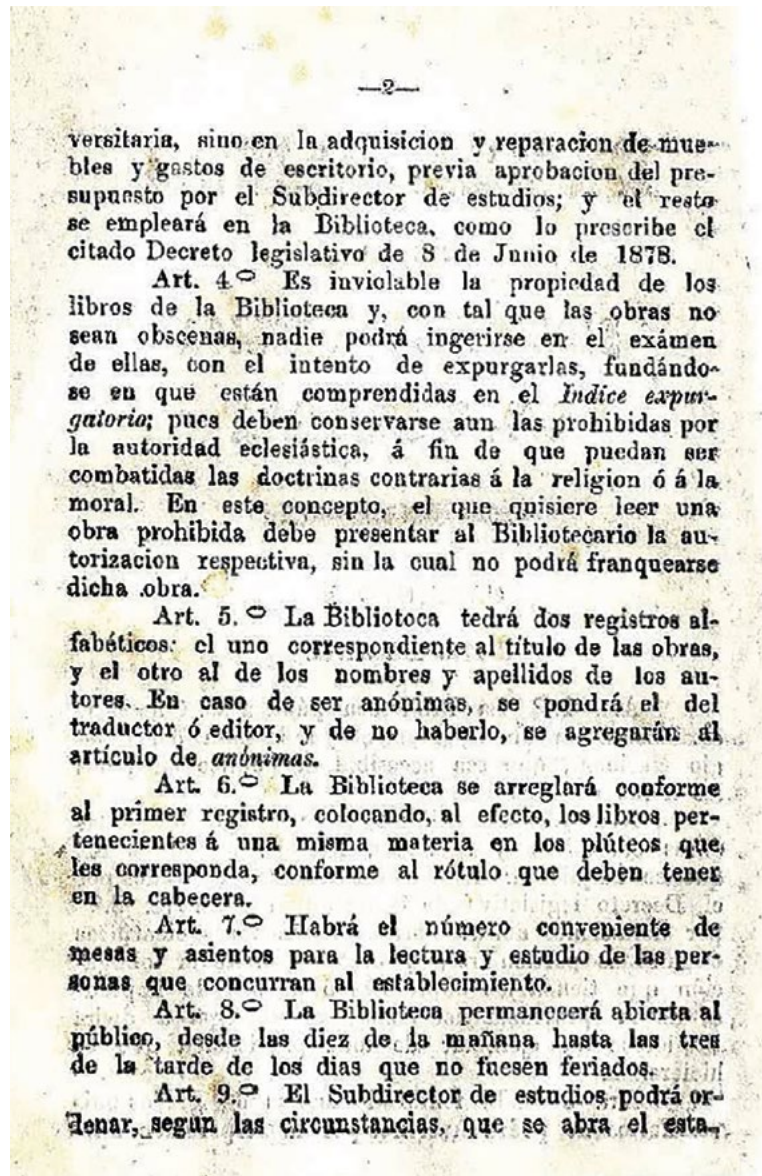 —2—
versitaria, sino en la adquisicion y reparacion de mue-
bles y gastos de escritorio, previa aprobacion del pre-
supuesto por el Subdirector de estudios; y el resto
se empleará en la Biblioteca, como lo prescribe el
citado Decreto legislativo de 8 de Junio de 1878.
Art. 4.º Es inviolable la propiedad de los
libros de la Biblioteca y, con tal que las obras no
sean obscenas, nadie podrá ingerirse en el exámen
de ellas, con el intento de expurgarlas, fundándo-
se en que están comprendidas en el Indice expur-
gatorio; pues deben conservarse aun las prohibidas por
la autoridad eclesiástica, á fin de que puedan ser
combatidas las doctrinas contrarias á la religion ó á la
moral. En este concepto, el que quisiere leer una
obra prohibida debe presentar al Bibliotecario la au-
torizacion respectiva, sin la cual no podrá franquearse
dicha obra.
Art. 5.º La Bibliotoca tedrá dos registros al-
fabéticos: el uno correspondiente al título de las obras,
y el otro al de los nombres y apellidos de los au-
tores. En caso de ser anónimas, se pondrá el del
traductor ó editor, y de no haberlo, se agregarán al
artículo de anónimas.
Art. 6.º La Biblioteca se arreglará conforme
al primer registro, colocando, al efecto, los libros per-
tenecientes á una misma materia en los plúteos que
les corresponda, conforme al rótulo que deben tener
en la cabecera.
Art. 7.º Habrá el número conveniente de
mesas y asientos para la lectura y estudio de las per-
sonas que concurran al establecimiento.
Art. 8.º La Biblioteca permanecerá abierta al
público, desde las diez de la mañana hasta las tres
de la tarde de los dias que no fuesen feriados.
Art. 9.º El Subdirector de estudios podrá or-
denar, segun las circunstancias, que se abra el esta-